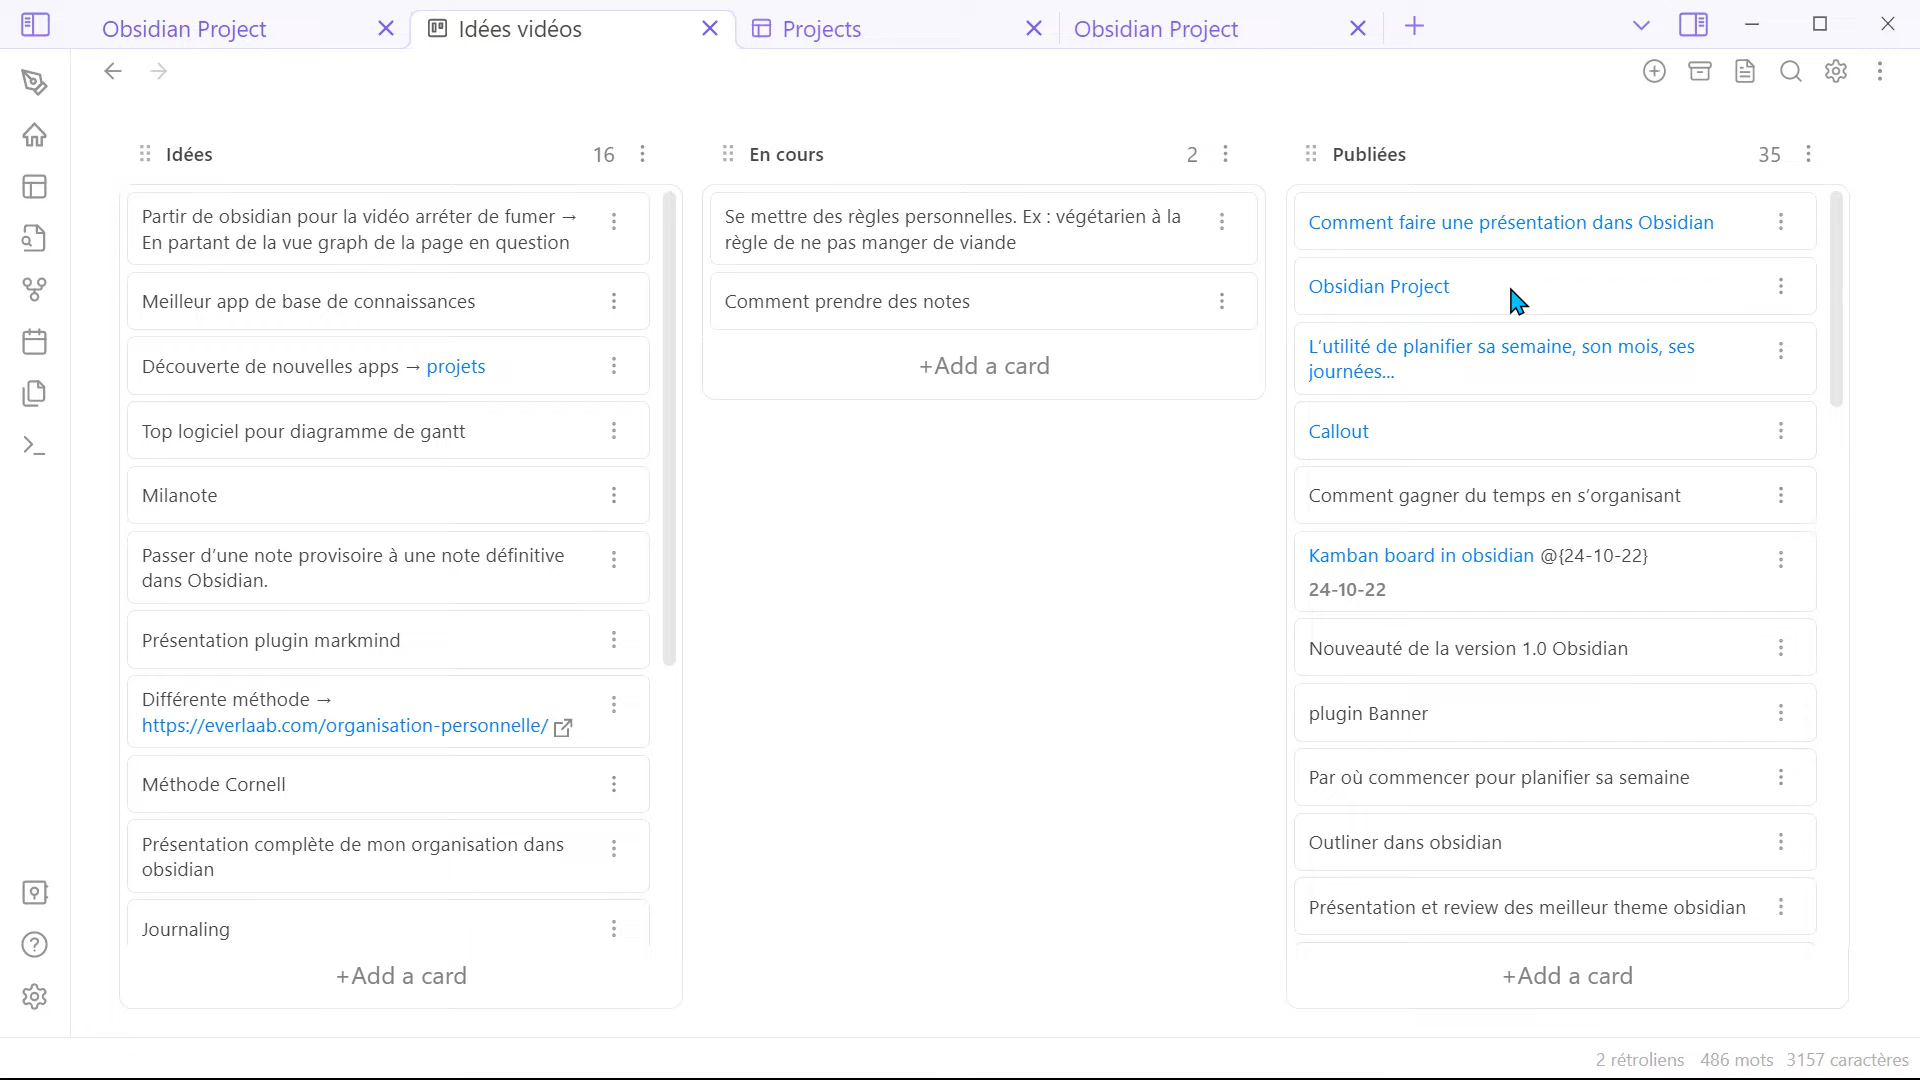 Obsidian Project
Idées vidéos
Projects
Obsidian Project
Idées
16
Partir de obsidian pour la vidéo arréter de fumer →
En partant de la vue graph de la page en question
Meilleur app de base de connaissances
Découverte de nouvelles apps → projets
Top logiciel pour diagramme de gantt
Milanote
Passer d'une note provisoire à une note définitive
dans Obsidian.
Présentation plugin markmind
Différente méthode →
https://everlaab.com/organisation-personnelle/
Méthode Cornell
Présentation complète de mon organisation dans
obsidian
Journaling
+Add a card
En cours
2
Se mettre des règles personnelles. Ex : végétarien à la
règle de ne pas manger de viande
Comment prendre des notes
+Add a card
Publiées
35
Comment faire une présentation dans Obsidian
Obsidian Project
L'utilité de planifier sa semaine, son mois, ses
journées...
Callout
Comment gagner du temps en s'organisant
Kamban board in obsidian @{24-10-22}
24-10-22
Nouveauté de la version 1.0 Obsidian
plugin Banner
Par où commencer pour planifier sa semaine
Outliner dans obsidian
Présentation et review des meilleur theme obsidian
+Add a card
2 rétroliens 486 mots 3157 caractères